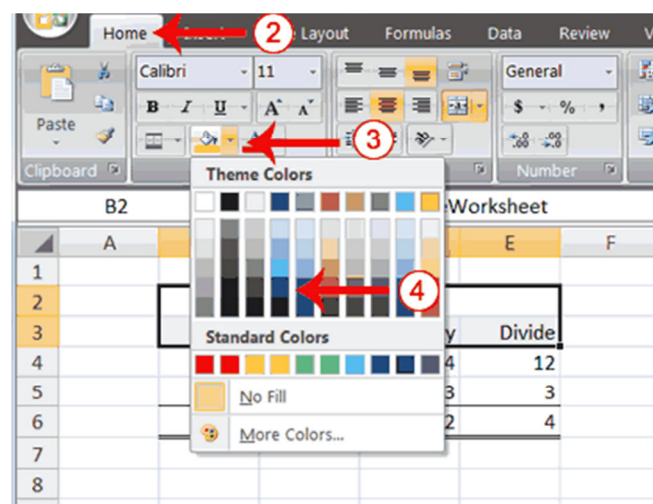 Home 2 Layout Formulas Data Review
Calibri 11 General
B I U A A $ % ,
Paste
3
.00 .00
Clipboard Number
Theme Colors
B2 Worksheet
A E F
1
2
4
3 y Divide
Standard Colors
4 4 12
5 3 3
No Fill
6 2 4
More Colors...
7
8